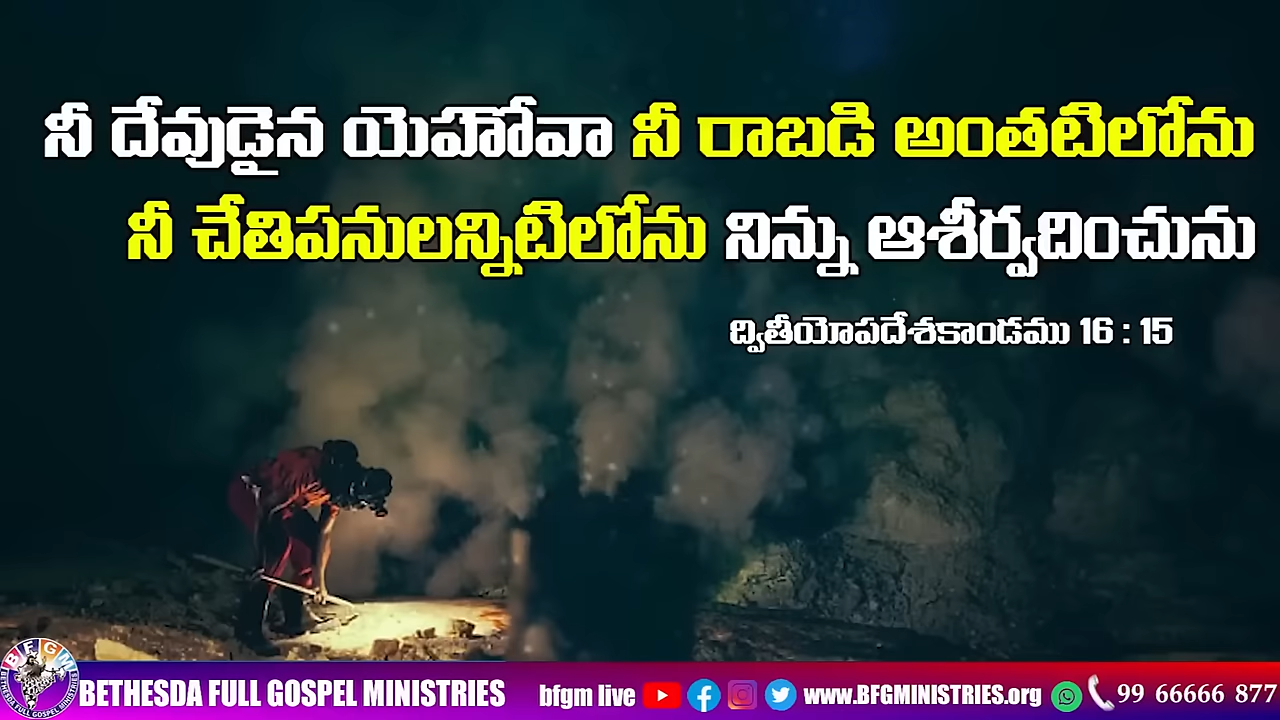 నీ దేవుడైన యెహోవా నీ రాబడి అంతటిలోను
నీ చేతిపనులన్నిటిలోను నిన్ను ఆశీర్వదించును
ద్వితీయోపదేశకాండము 16 : 15
BFGM
BETHESDA FULL GOSPEL MINISTRIES bfgm live www.BFGMINISTRIES.org 99 66666 877